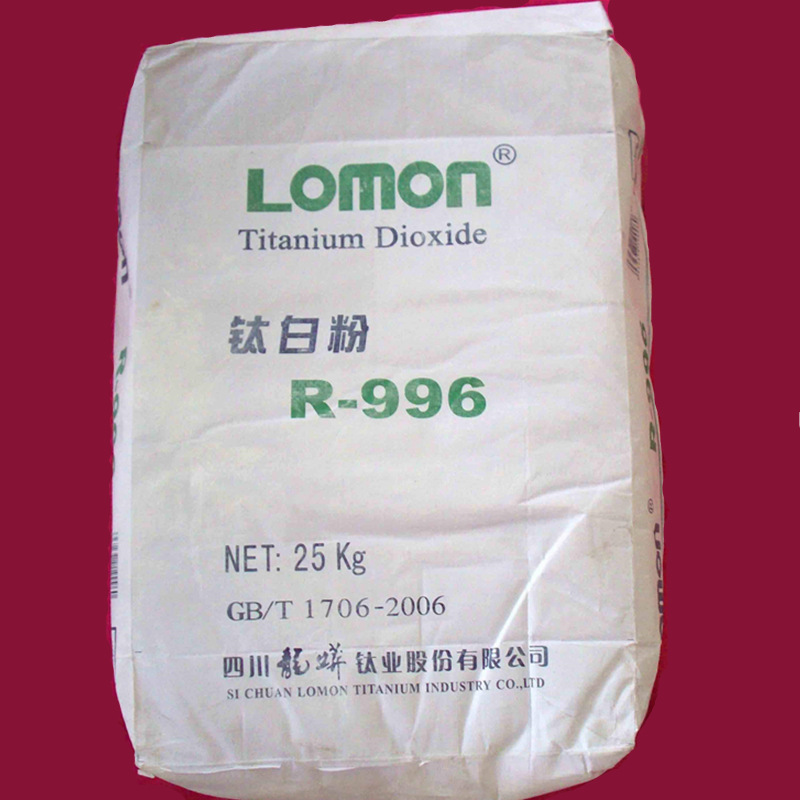 LOMON®
Titanium Dioxide
钛白粉
R-996
NET: 25 Kg
GB/T 1706-2006
四川龍蟒钛业股份有限公司
SI CHUAN LOMON TITANIUM INDUSTRY CO.,LTD